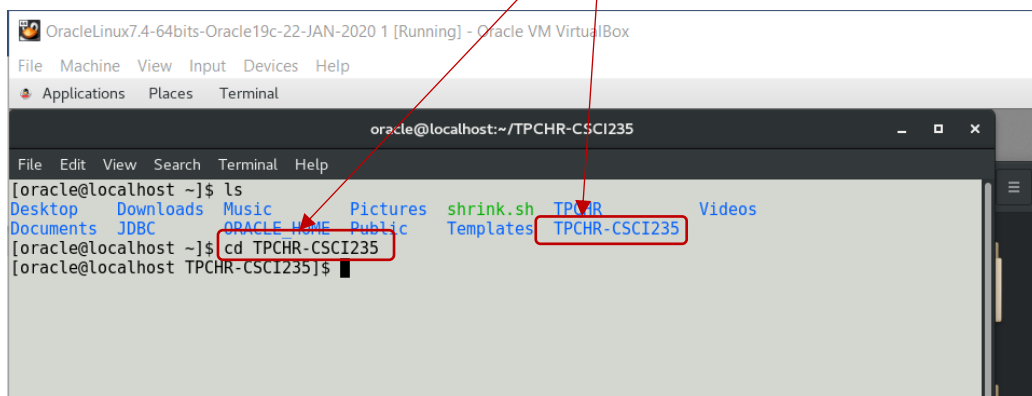 OracleLinux7.4-64bits-Oracle19c-22-JAN-2020 1 [Running] - Oracle VM VirtualBox
File Machine View Input Devices Help
Applications Places Terminal
oracle@localhost:~/TPCHR-CSCI235
File Edit View Search Terminal Help
[oracle@localhost ~]$ ls
Desktop Downloads Music Pictures shrink.sh TPCHR Videos
Documents JDBC ORACLE_HOME Public Templates TPCHR-CSCI235
[oracle@localhost ~]$ cd TPCHR-CSCI235
[oracle@localhost TPCHR-CSCI235]$